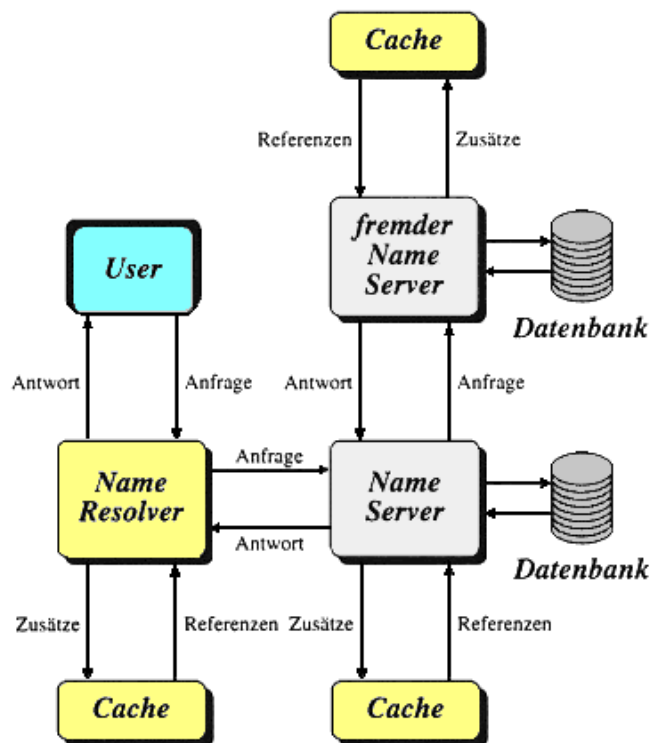 Cache
Referenzen
Zusätze
fremder
Name
Server
Datenbank
User
Antwort
Anfrage
Antwort
Anfrage
Name
Resolver
Anfrage
Antwort
Name
Server
Datenbank
Zusätze
Referenzen
Zusätze
Referenzen
Cache
Cache